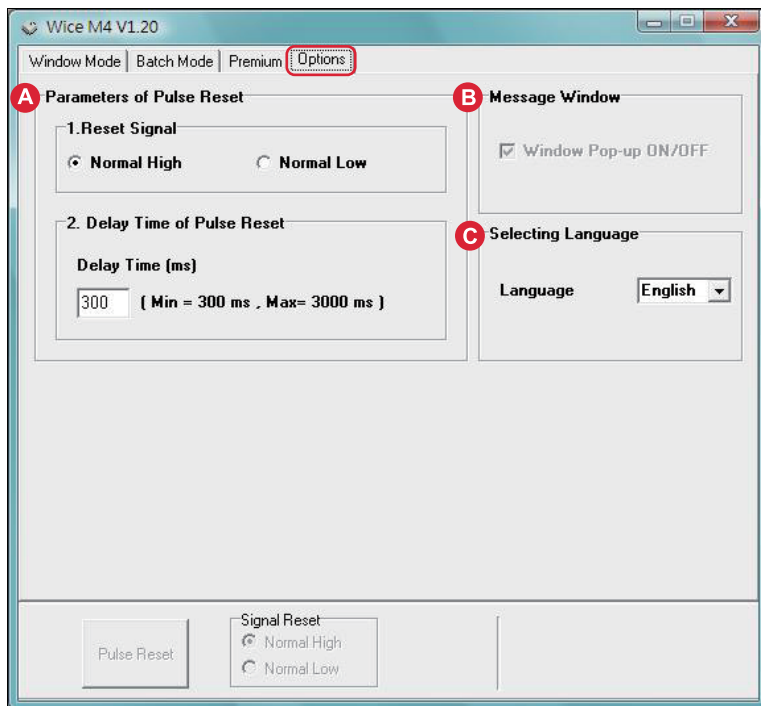 Wice M4 V1.20
Window Mode Batch Mode Premium Options
A Parameters of Pulse Reset
1.Reset Signal
Normal High Normal Low
2. Delay Time of Pulse Reset
Delay Time (ms)
300 ( Min = 300 ms , Max= 3000 ms )
B Message Window
Window Pop-up ON/OFF
C Selecting Language
Language English
Pulse Reset
Signal Reset
Normal High
Normal Low